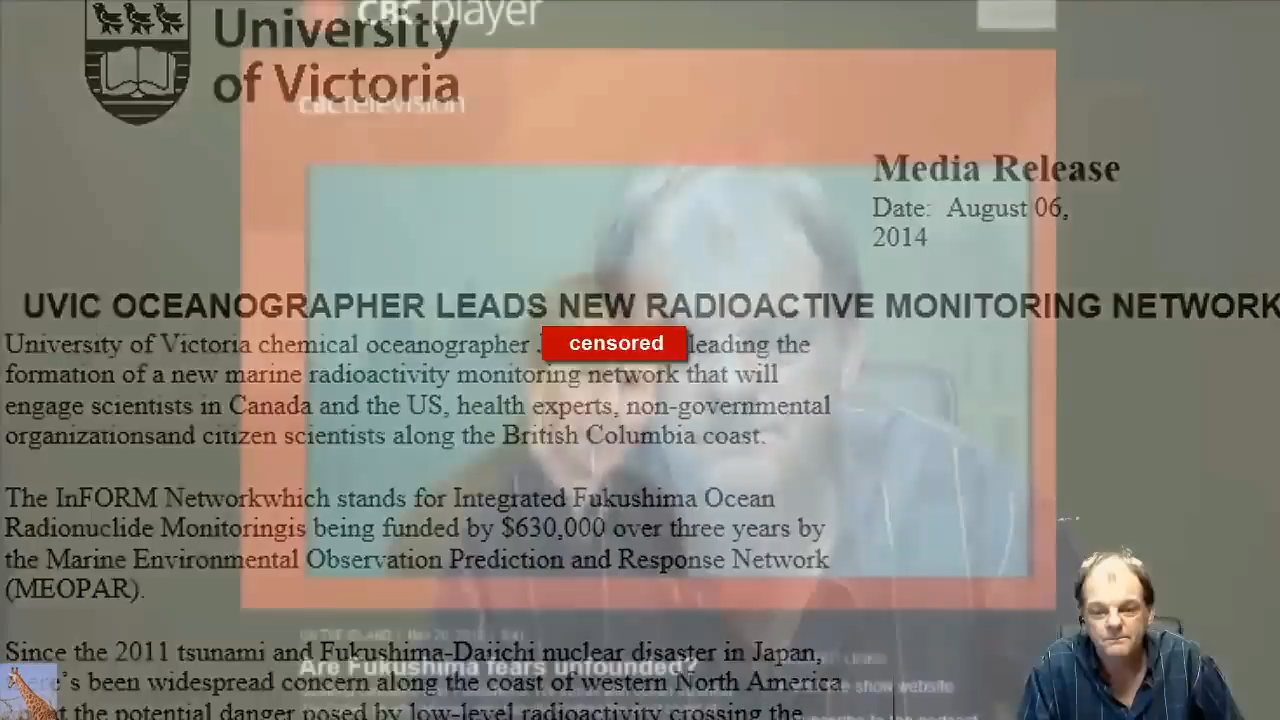 CBC player
University
of Victoria
cbctelevision
Media Release
Date: August 06,
2014
UVIC OCEANOGRAPHER LEADS NEW RADIOACTIVE MONITORING NETWORK
University of Victoria chemical oceanographer censored leading the
formation of a new marine radioactivity monitoring network that will
engage scientists in Canada and the US, health experts, non-governmental
organizationsand citizen scientists along the British Columbia coast.
The InFORM Networkwhich stands for Integrated Fukushima Ocean
Radionuclide Monitoringis being funded by $630,000 over three years by
the Marine Environmental Observation Prediction and Response Network
(MEOPAR).
ON THE ISLAND
Since the 2011 tsunami and Fukushima-Daiichi nuclear disaster in Japan,
Are Fukushima fears unfounded?
been widespread concern along the coast of western North America
show website
the potential danger posed by low-level radioactivity crossing the